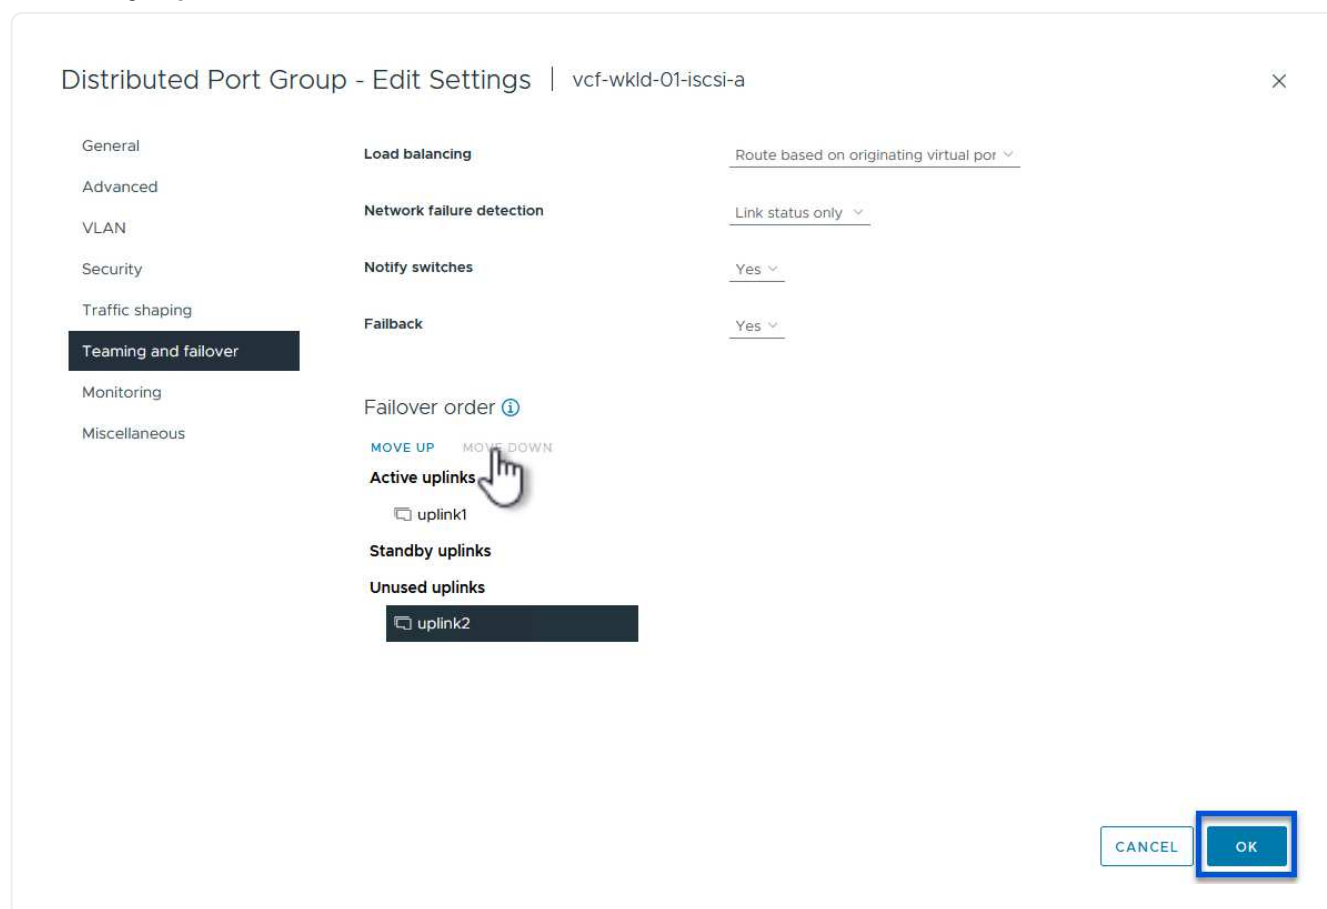 Distributed Port Group - Edit Settings | vcf-wkld-01-iscsi-a
General
Advanced
VLAN
Security
Traffic shaping
Teaming and failover
Monitoring
Miscellaneous
Load balancing Route based on originating virtual por
Network failure detection Link status only
Notify switches Yes
Failback Yes
Failover order
MOVE UP MOVE DOWN
Active uplinks
uplink1
Standby uplinks
Unused uplinks
uplink2
CANCEL OK